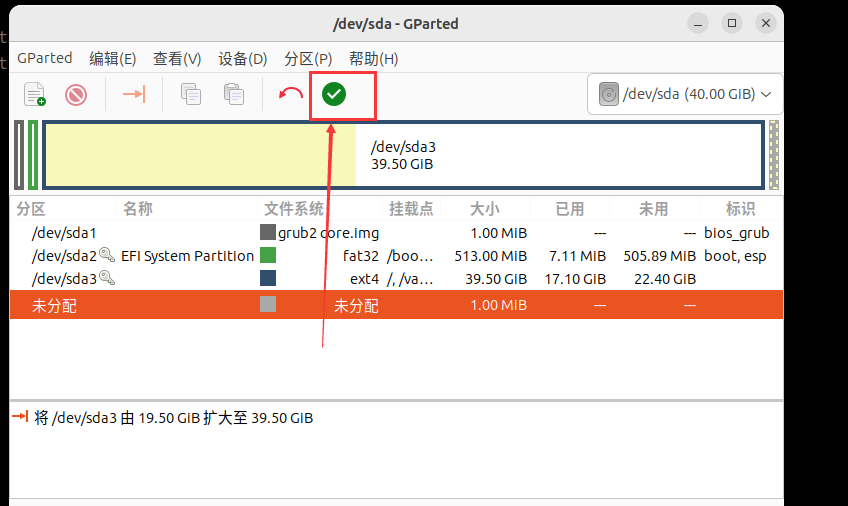 /dev/sda - GParted
t
t
GParted 编辑(E) 查看(V) 设备(D) 分区(P) 帮助(H)
/dev/sda (40.00 GiB)
/dev/sda3
39.50 GiB
分区 名称 文件系统 挂载点 大小 已用 未用 标识
/dev/sda1 grub2 core.img 1.00 MiB --- --- bios_grub
/dev/sda2 EFI System Partition fat32 /boo... 513.00 MiB 7.11 MiB 505.89 MiB boot, esp
/dev/sda3 ext4 /, /va... 39.50 GiB 17.10 GiB 22.40 GiB
未分配 未分配 1.00 MiB --- ---
将 /dev/sda3 由 19.50 GiB 扩大至 39.50 GiB